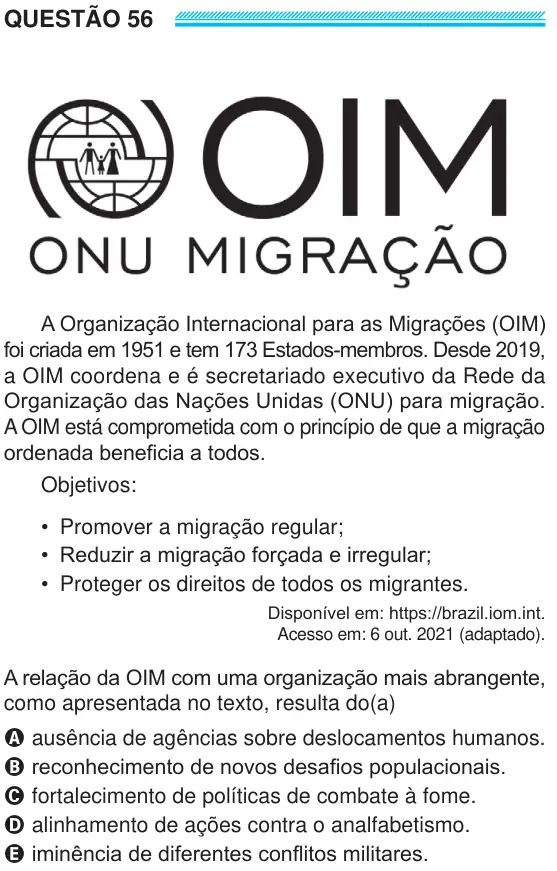 QUESTÃO 56
OIM
ONU MIGRAÇÃO
A Organização Internacional para as Migrações (OIM)
foi criada em 1951 e tem 173 Estados-membros. Desde 2019,
a OIM coordena e é secretariado executivo da Rede da
Organização das Nações Unidas (ONU) para migração.
A OIM está comprometida com o princípio de que a migração
ordenada beneficia a todos.
Objetivos:
• Promover a migração regular;
• Reduzir a migração forçada e irregular;
• Proteger os direitos de todos os migrantes.
Disponível em: https://brazil.iom.int.
Acesso em: 6 out. 2021 (adaptado).
A relação da OIM com uma organização mais abrangente,
como apresentada no texto, resulta do(a)
A ausência de agências sobre deslocamentos humanos.
B reconhecimento de novos desafios populacionais.
C fortalecimento de políticas de combate à fome.
D alinhamento de ações contra o analfabetismo.
E iminência de diferentes conflitos militares.